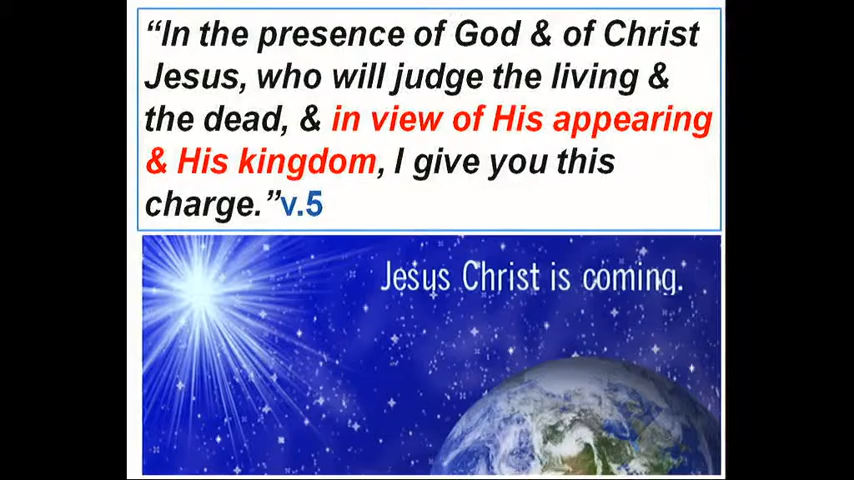 “In the presence of God & of Christ
Jesus, who will judge the living &
the dead, & in view of His appearing
& His kingdom, I give you this
charge.”v.5
Jesus Christ is coming.